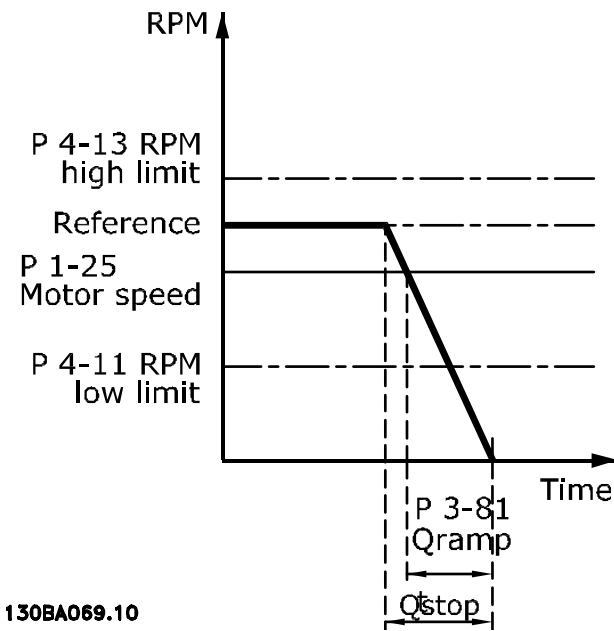 RPM
P 4-13 RPM
high limit
Reference
P 1-25
Motor speed
P 4-11 RPM
low limit
Time
P 3-81
Qramp
Qstop
130BA069.10